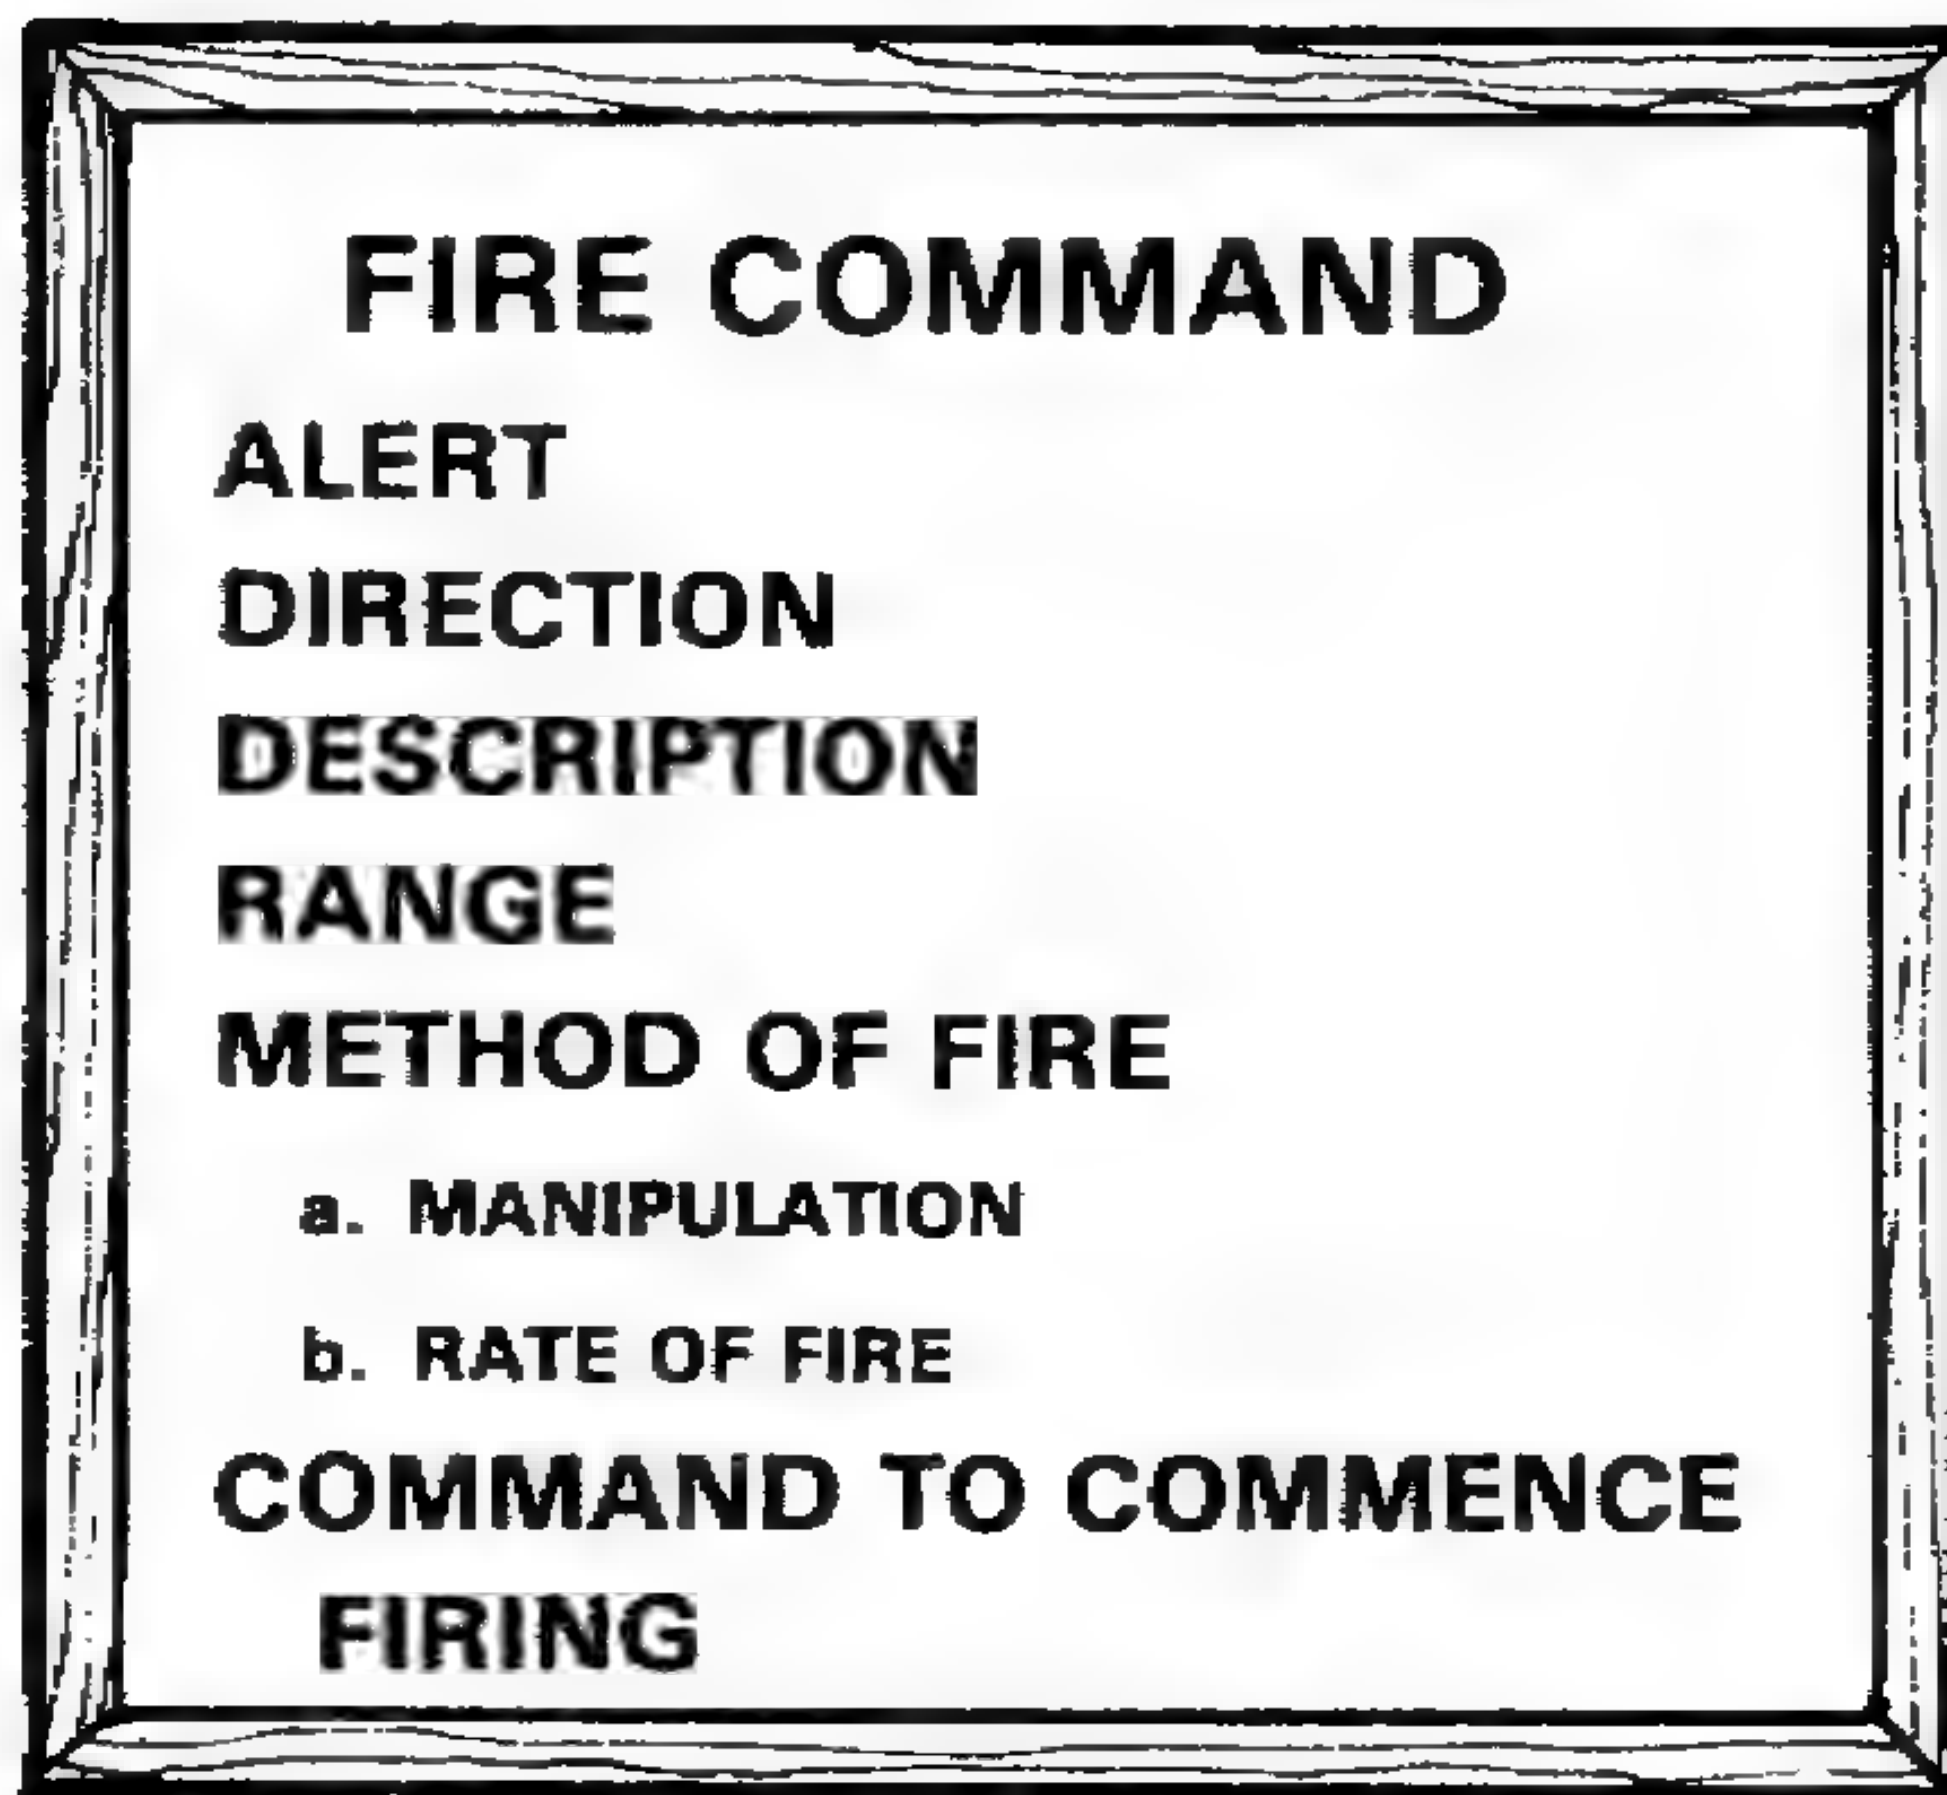 FIRE COMMAND
ALERT
DIRECTION
DESCRIPTION
RANGE
METHOD OF FIRE
a. MANIPULATION
b. RATE OF FIRE
COMMAND TO COMMENCE
FIRING